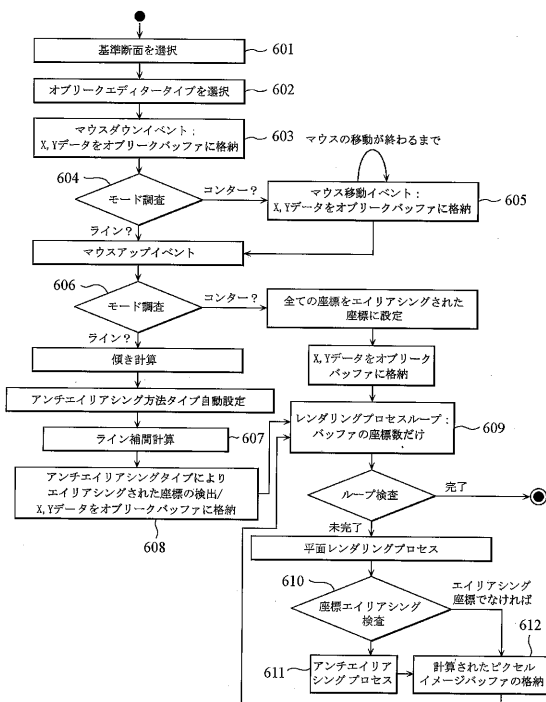 基準断面を選択
601
オブリークエディタータイプを選択
602
マウスダウンイベント：
X, Yデータをオブリークバッファに格納
603
604
モード調査
コンター？
マウスの移動が終わるまで
マウス移動イベント：
X, Yデータをオブリークバッファに格納
605
ライン？
マウスアップイベント
606
モード調査
コンター？
全ての座標をエイリアシングされた
座標に設定
ライン？
傾き計算
X, Yデータをオブリーク
バッファに格納
アンチエイリアシング方法タイプ自動設定
ライン補間計算
607
レンダリングプロセスループ：
バッファの座標数だけ
609
アンチエイリアシングタイプにより
エイリアシングされた座標の検出/
X, Yデータをオブリークバッファに格納
608
ループ検査
完了
未完了
平面レンダリングプロセス
610
座標エイリアシング
検査
エイリアシング
座標でなければ
612
611
アンチエイリア
シングプロセス
計算されたピクセル
イメージバッファの格納